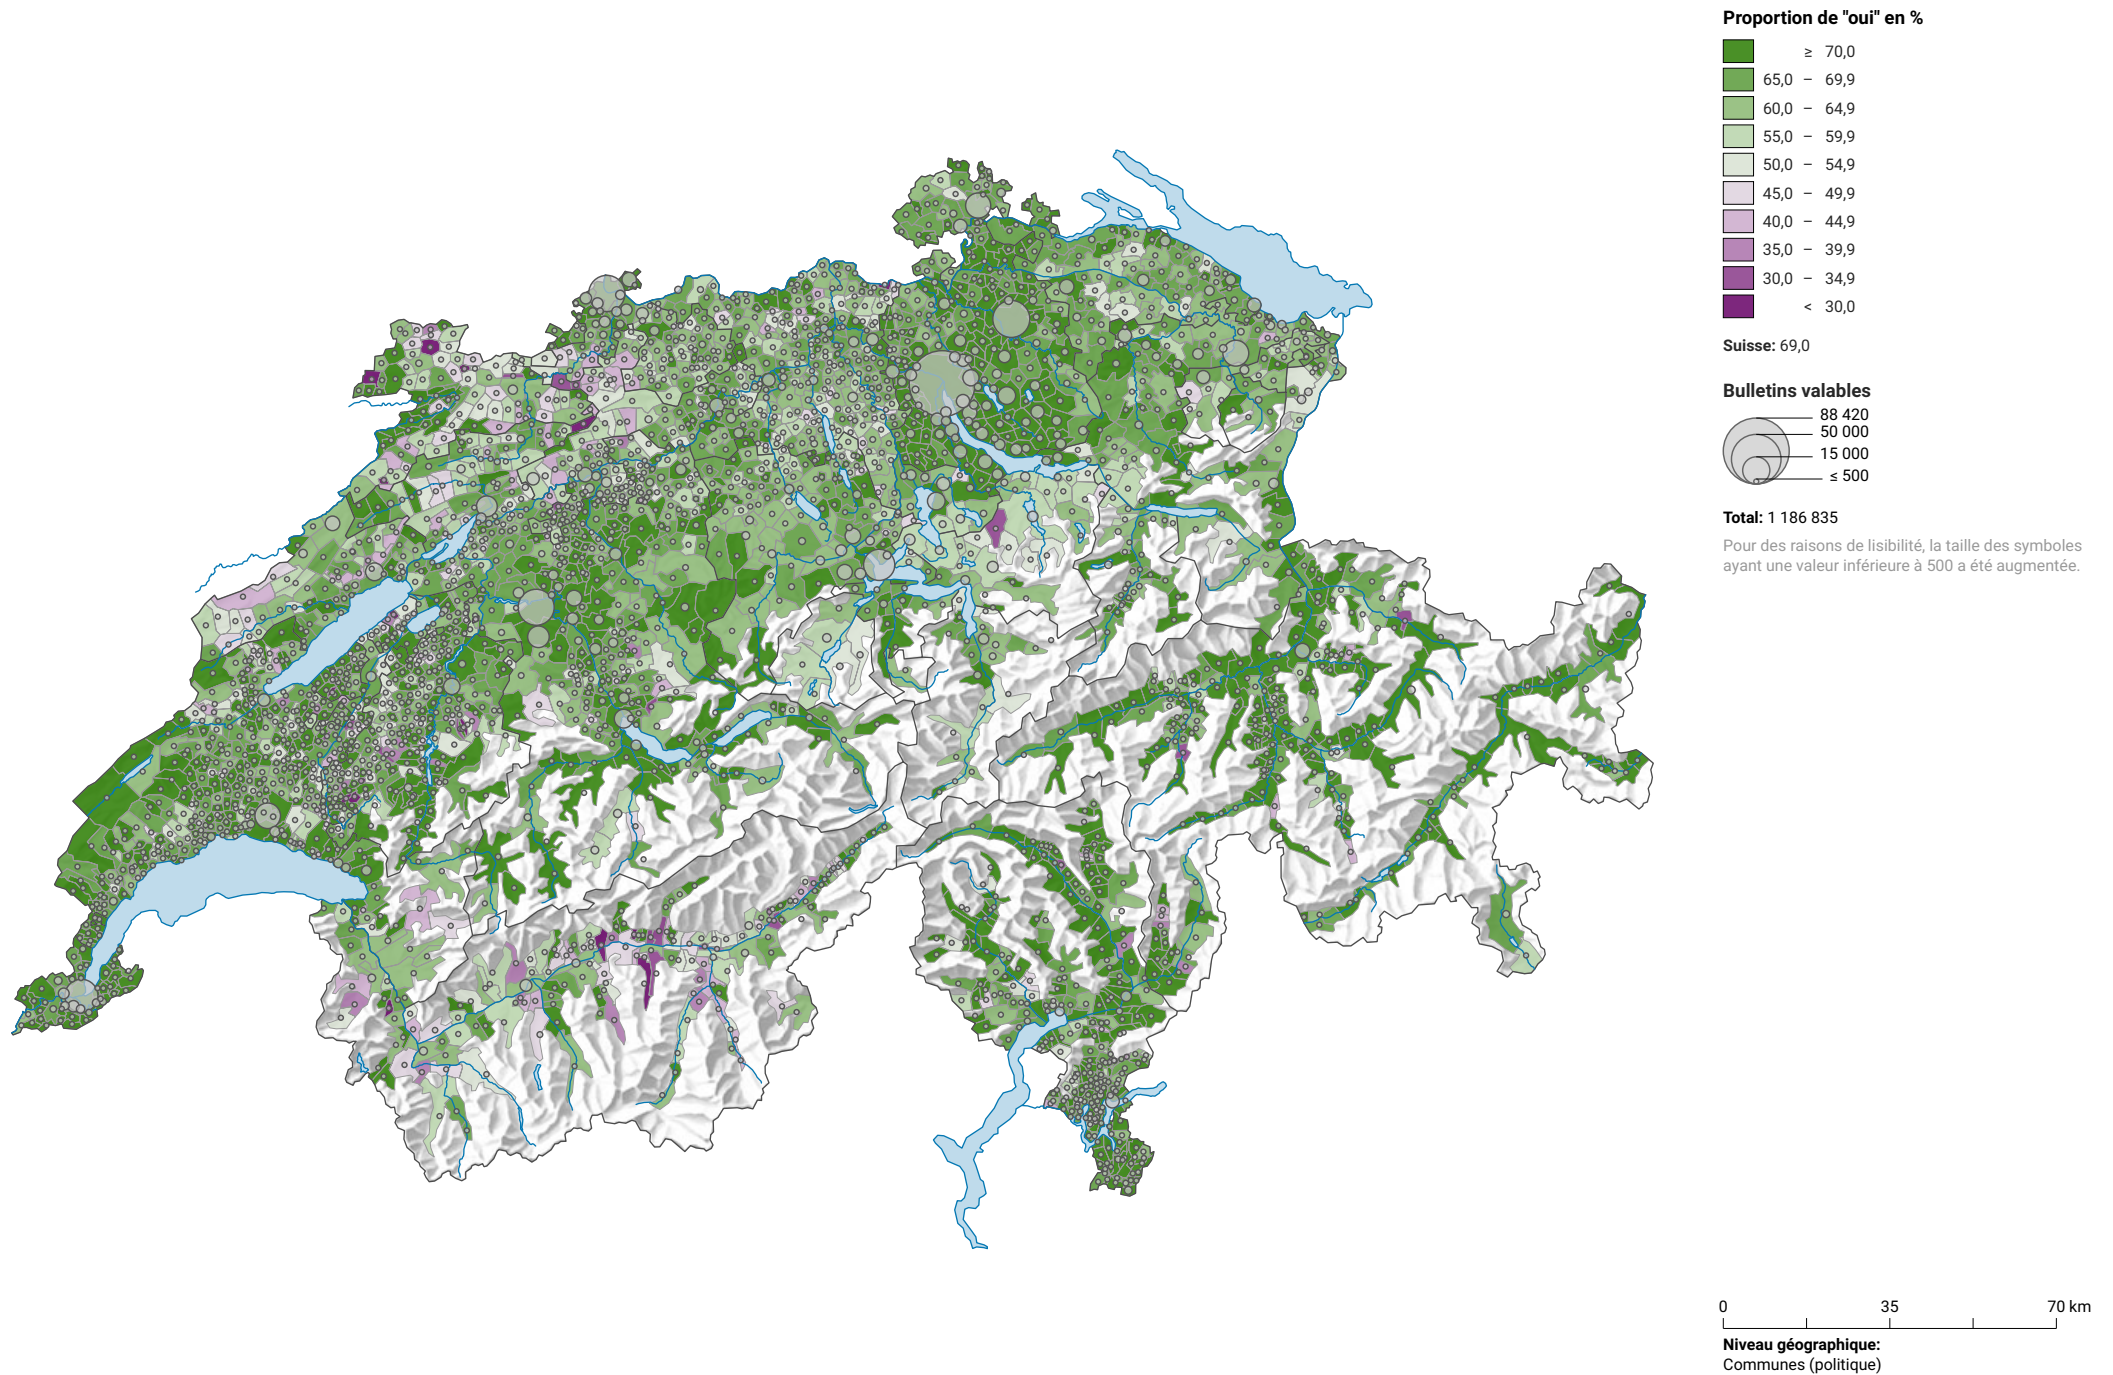 Proportion de "oui" en %
≥ 70,0
65,0 – 69,9
60,0 – 64,9
55,0 – 59,9
50,0 – 54,9
45,0 – 49,9
40,0 – 44,9
35,0 – 39,9
30,0 – 34,9
< 30,0
Suisse: 69,0
Bulletins valables
88 420
50 000
15 000
≤ 500
Total: 1 186 835
Pour des raisons de lisibilité, la taille des symboles
ayant une valeur inférieure à 500 a été augmentée.
0 35 70 km
Niveau géographique:
Communes (politique)